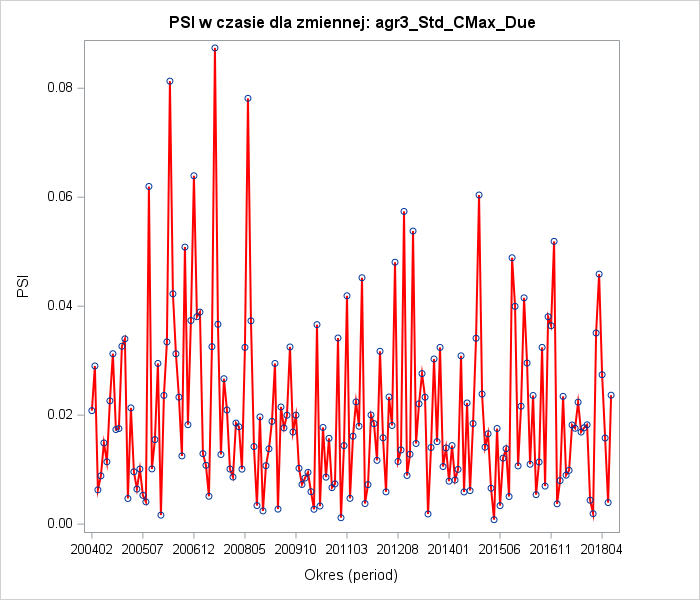 PSI w czasie dla zmiennej: agr3_Std_CMax_Due
0.08
0.06
0.04
0.02
0.00
PSI
200402 200507 200612 200805 200910 201103 201208 201401 201506 201611 201804
Okres (period)